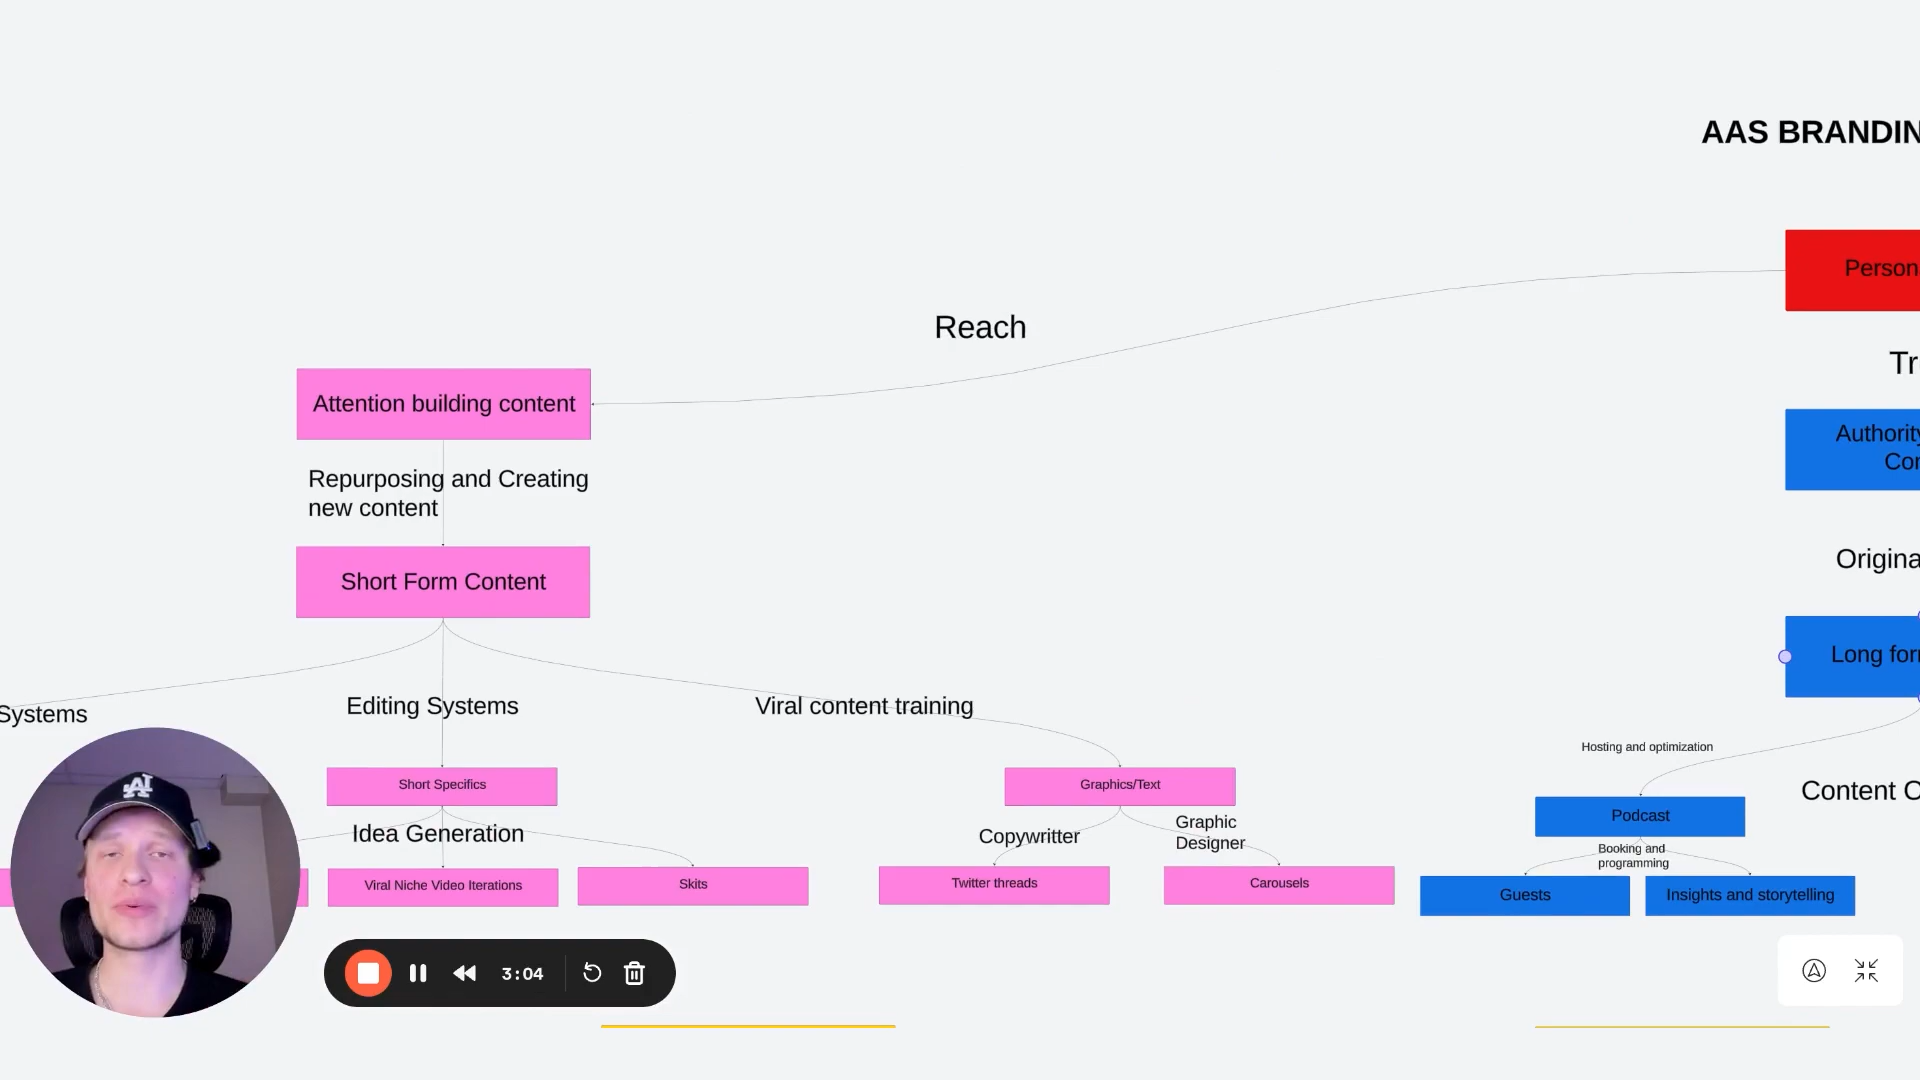 AAS BRANDIN
Person
Reach
Tr
Attention building content
Authority
Con
Repurposing and Creating
new content
Origina
Short Form Content
Long for
Systems
Editing Systems
Viral content training
Hosting and optimization
Short Specifics
Graphics/Text
Content C
Podcast
Idea Generation
Copywritter
Graphic
Designer
Booking and
programming
Viral Niche Video Iterations
Skits
Twitter threads
Carousels
Guests
Insights and storytelling
3:04